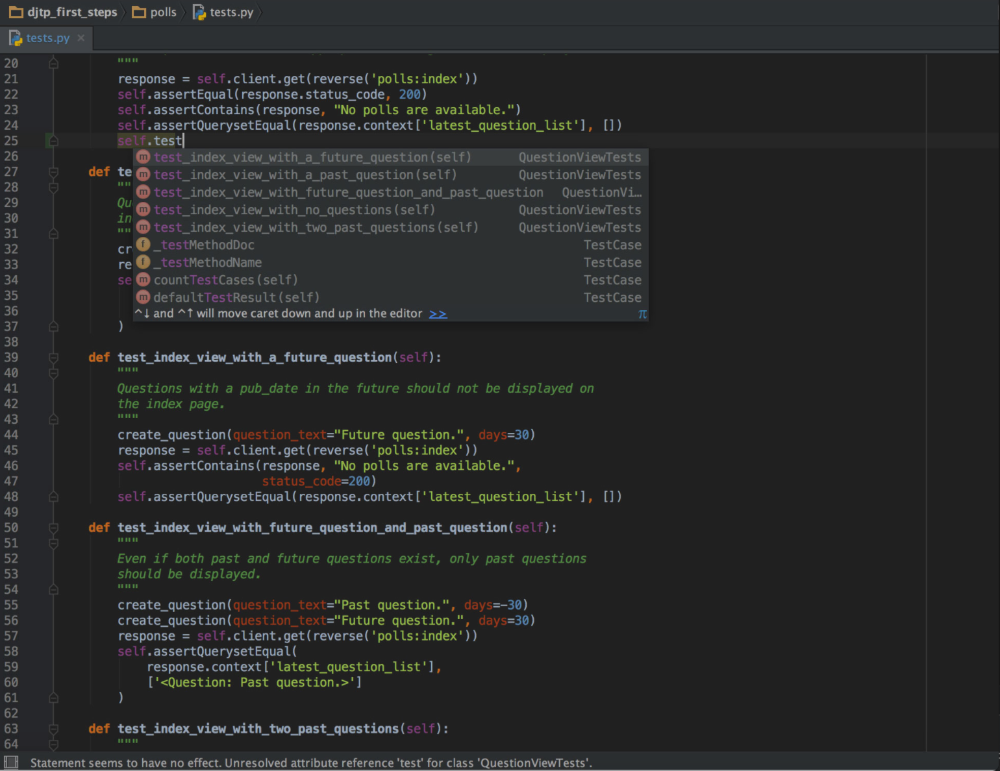 djtp_first_steps polls tests.py
tests.py ×
20 """
21 response = self.client.get(reverse('polls:index'))
22 self.assertEqual(response.status_code, 200)
23 self.assertContains(response, "No polls are available.")
24 self.assertQuerysetEqual(response.context['latest_question_list'], [])
25 self.test
26 m test_index_view_with_a_future_question(self) QuestionViewTests
27 def te m test_index_view_with_a_past_question(self) QuestionViewTests
28 "" m test_index_view_with_future_question_and_past_question QuestionVi…
29 Qu m test_index_view_with_no_questions(self) QuestionViewTests
30 in
31 "" m test_index_view_with_two_past_questions(self) QuestionViewTests
32 cr f _testMethodDoc TestCase
33 re f _testMethodName TestCase
34 se m countTestCases(self) TestCase
35 m defaultTestResult(self) TestCase
36 ^↓ and ^↑ will move caret down and up in the editor >> π
37 )
38
39 def test_index_view_with_a_future_question(self):
40 """
41 Questions with a pub_date in the future should not be displayed on
42 the index page.
43 """
44 create_question(question_text="Future question.", days=30)
45 response = self.client.get(reverse('polls:index'))
46 self.assertContains(response, "No polls are available.",
47 status_code=200)
48 self.assertQuerysetEqual(response.context['latest_question_list'], [])
49
50 def test_index_view_with_future_question_and_past_question(self):
51 """
52 Even if both past and future questions exist, only past questions
53 should be displayed.
54 """
55 create_question(question_text="Past question.", days=-30)
56 create_question(question_text="Future question.", days=30)
57 response = self.client.get(reverse('polls:index'))
58 self.assertQuerysetEqual(
59 response.context['latest_question_list'],
60 ['<Question: Past question.>']
61 )
62
63 def test_index_view_with_two_past_questions(self):
64 """
Statement seems to have no effect. Unresolved attribute reference 'test' for class 'QuestionViewTests'.